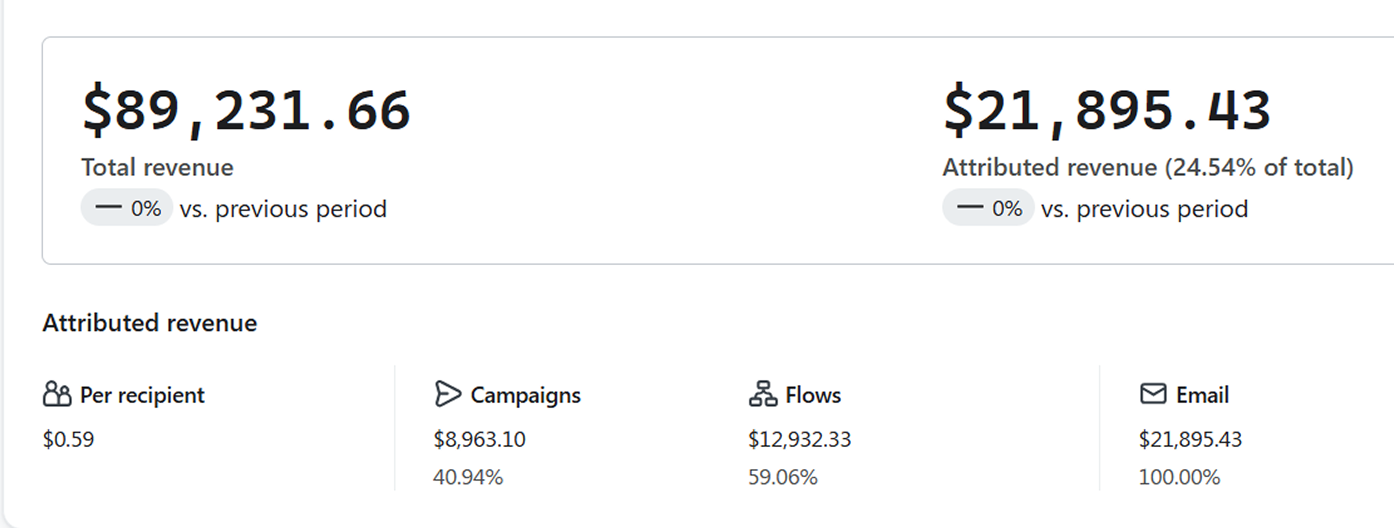 $89,231.66
Total revenue
— 0% vs. previous period
$21,895.43
Attributed revenue (24.54% of total)
— 0% vs. previous period
Attributed revenue
Per recipient
$0.59
Campaigns
$8,963.10
40.94%
Flows
$12,932.33
59.06%
Email
$21,895.43
100.00%